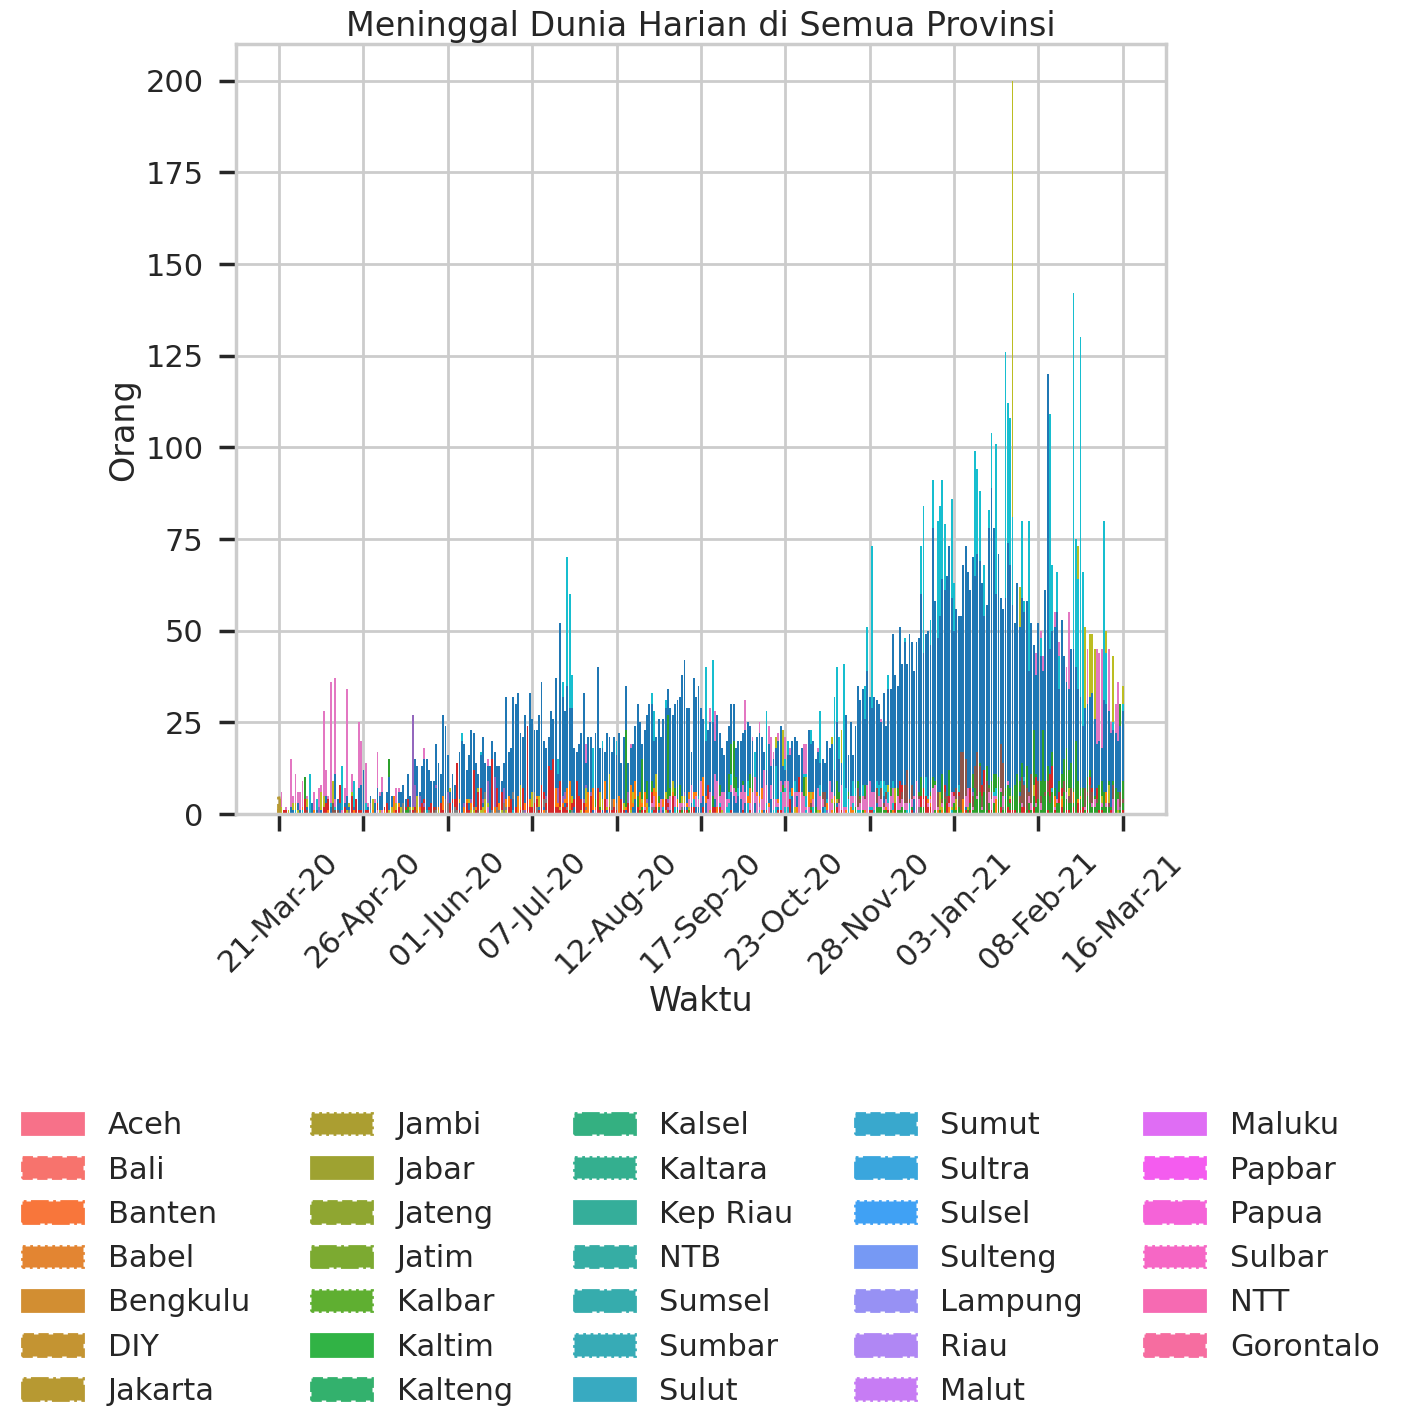 Meninggal Dunia Harian di Semua Provinsi
200
175
150
125
100
75
50
25
0
Orang
21-Mar-20
26-Apr-20
01-Jun-20
07-Jul-20
12-Aug-20
17-Sep-20
23-Oct-20
28-Nov-20
03-Jan-21
08-Feb-21
16-Mar-21
Waktu
Aceh
Bali
Banten
Babel
Bengkulu
DIY
Jakarta
Jambi
Jabar
Jateng
Jatim
Kalbar
Kaltim
Kalteng
Kalsel
Kaltara
Kep Riau
NTB
Sumsel
Sumbar
Sulut
Sumut
Sultra
Sulsel
Sulteng
Lampung
Riau
Malut
Maluku
Papbar
Papua
Sulbar
NTT
Gorontalo